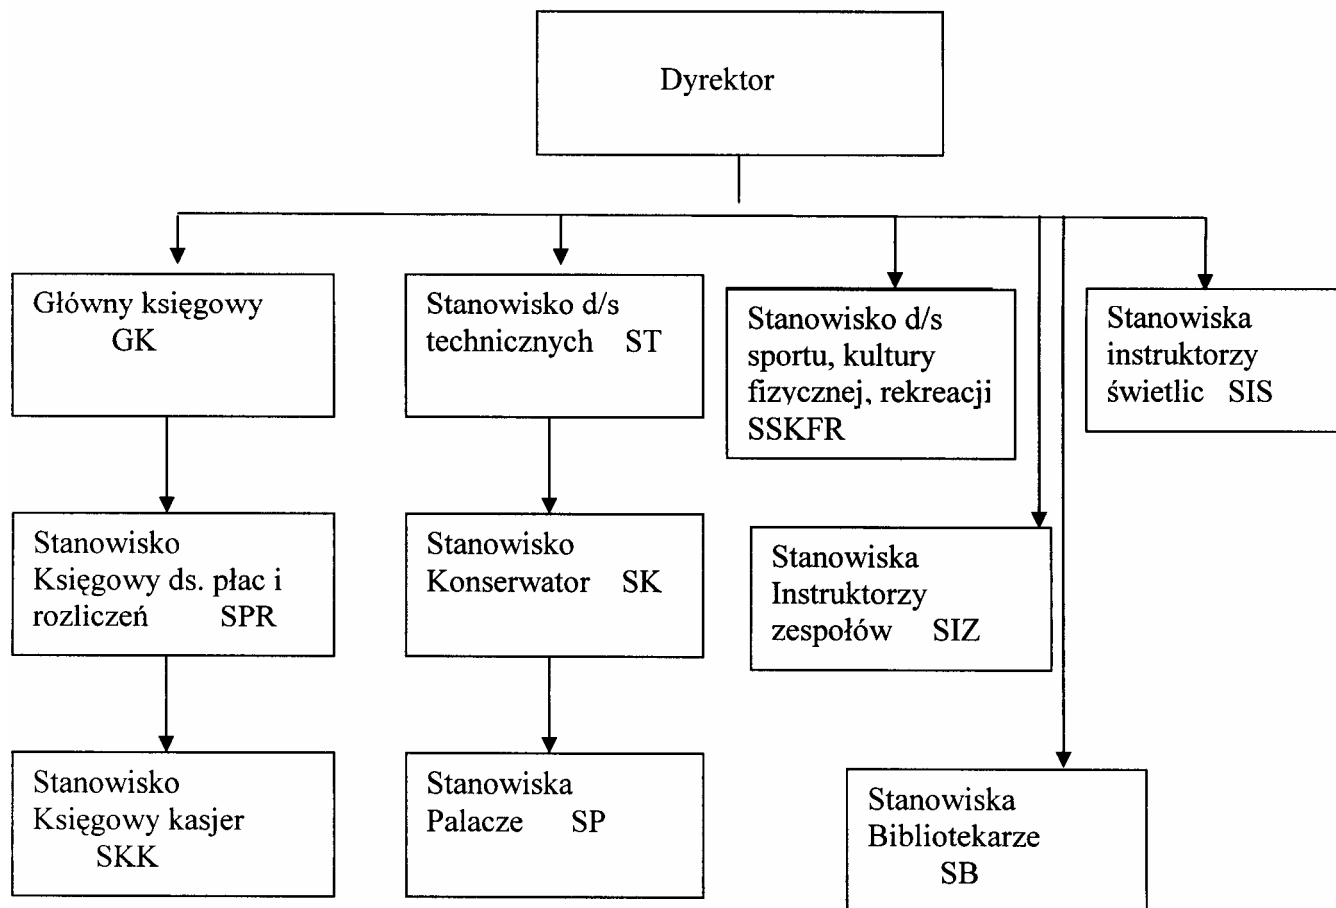 Dyrektor
Główny księgowy
GK
Stanowisko d/s
technicznych ST
Stanowisko d/s
sportu, kultury
fizycznej, rekreacji
SSKFR
Stanowiska
instruktorzy
świetlic SIS
Stanowisko
Księgowy ds. płac i
rozliczeń SPR
Stanowisko
Konserwator SK
Stanowiska
Instruktorzy
zespołów SIZ
Stanowisko
Księgowy kasjer
SKK
Stanowiska
Palacze SP
Stanowiska
Bibliotekarze
SB